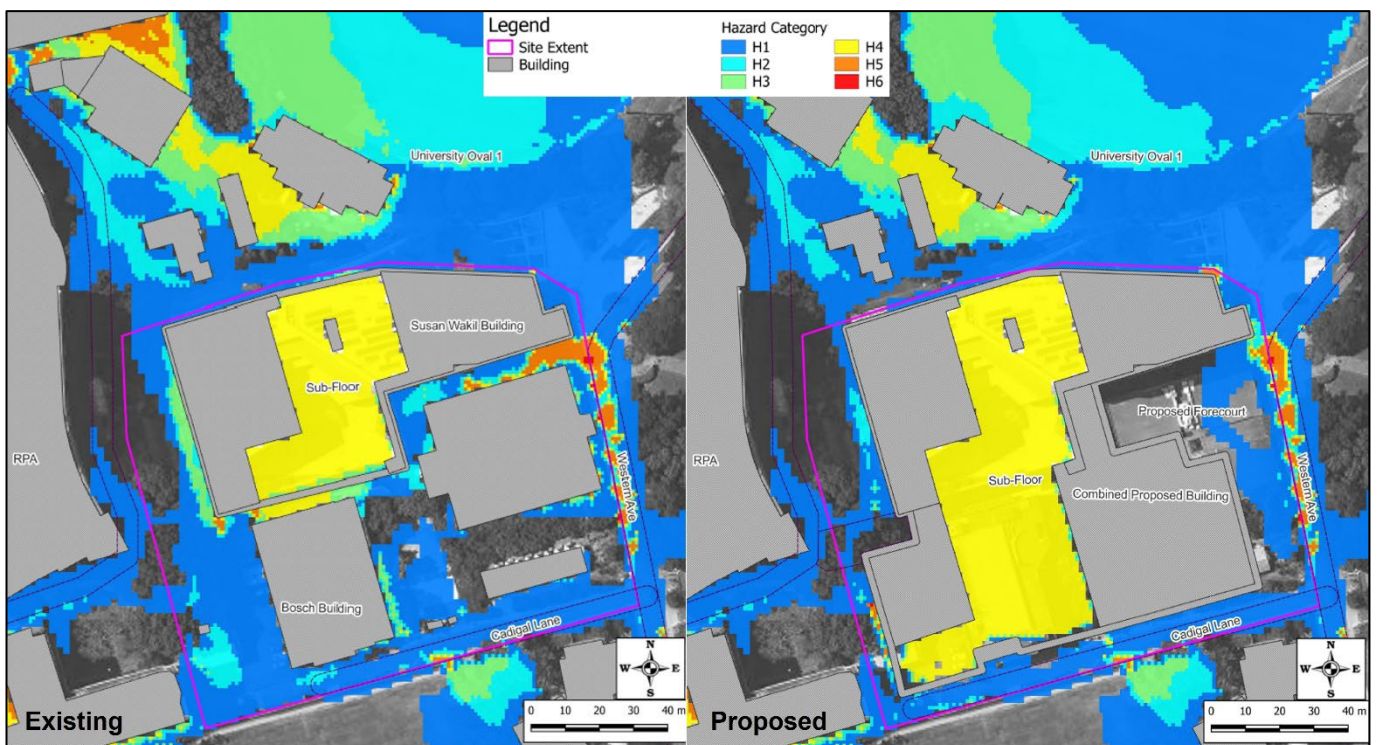 Legend
Site Extent
Building
Hazard Category
H1
H2
H3
H4
H5
H6
University Oval 1
Susan Wakil Building
Sub-Floor
RPA
Western Ave
Bosch Building
Cadigal Lane
N
W E
S
0 10 20 30 40 m
Existing
University Oval 1
Proposed Forecourt
RPA
Sub-Floor
Combined Proposed Building
Western Ave
Cadigal Lane
N
W E
S
0 10 20 30 40 m
Proposed